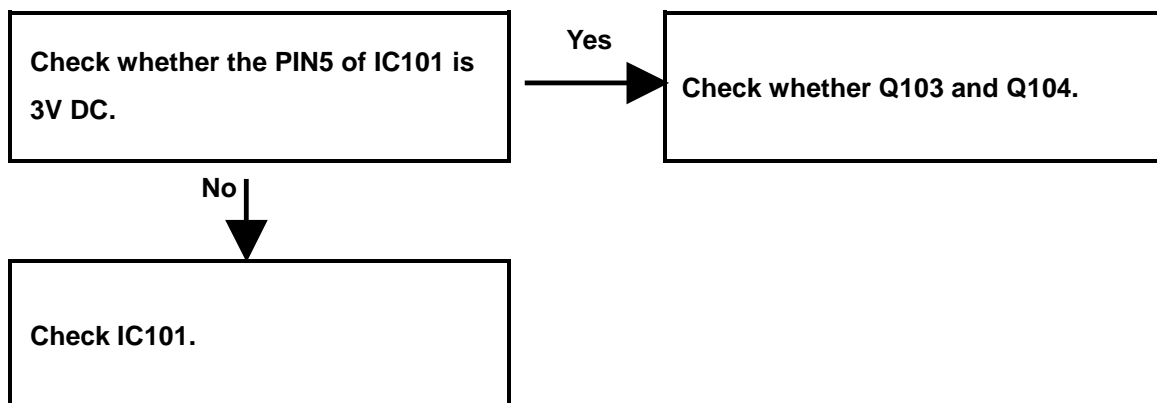 Check whether the PIN5 of IC101 is
3V DC.
Yes
Check whether Q103 and Q104.
No
Check IC101.